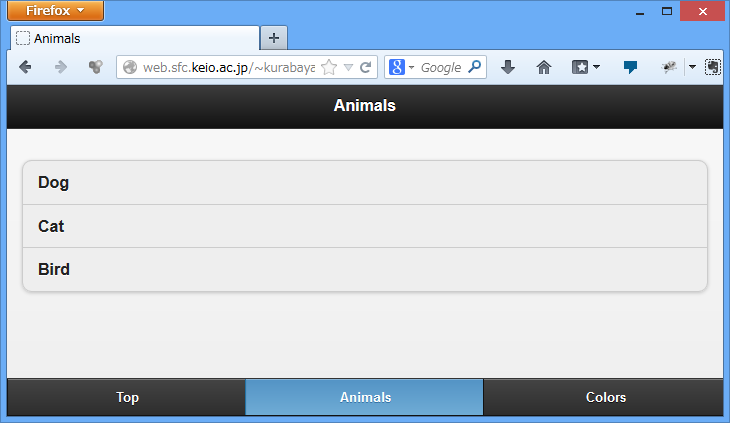 Firefox
Animals
web.sfc.keio.ac.jp/~kurabaya
Google
Animals
Dog
Cat
Bird
Top Animals Colors